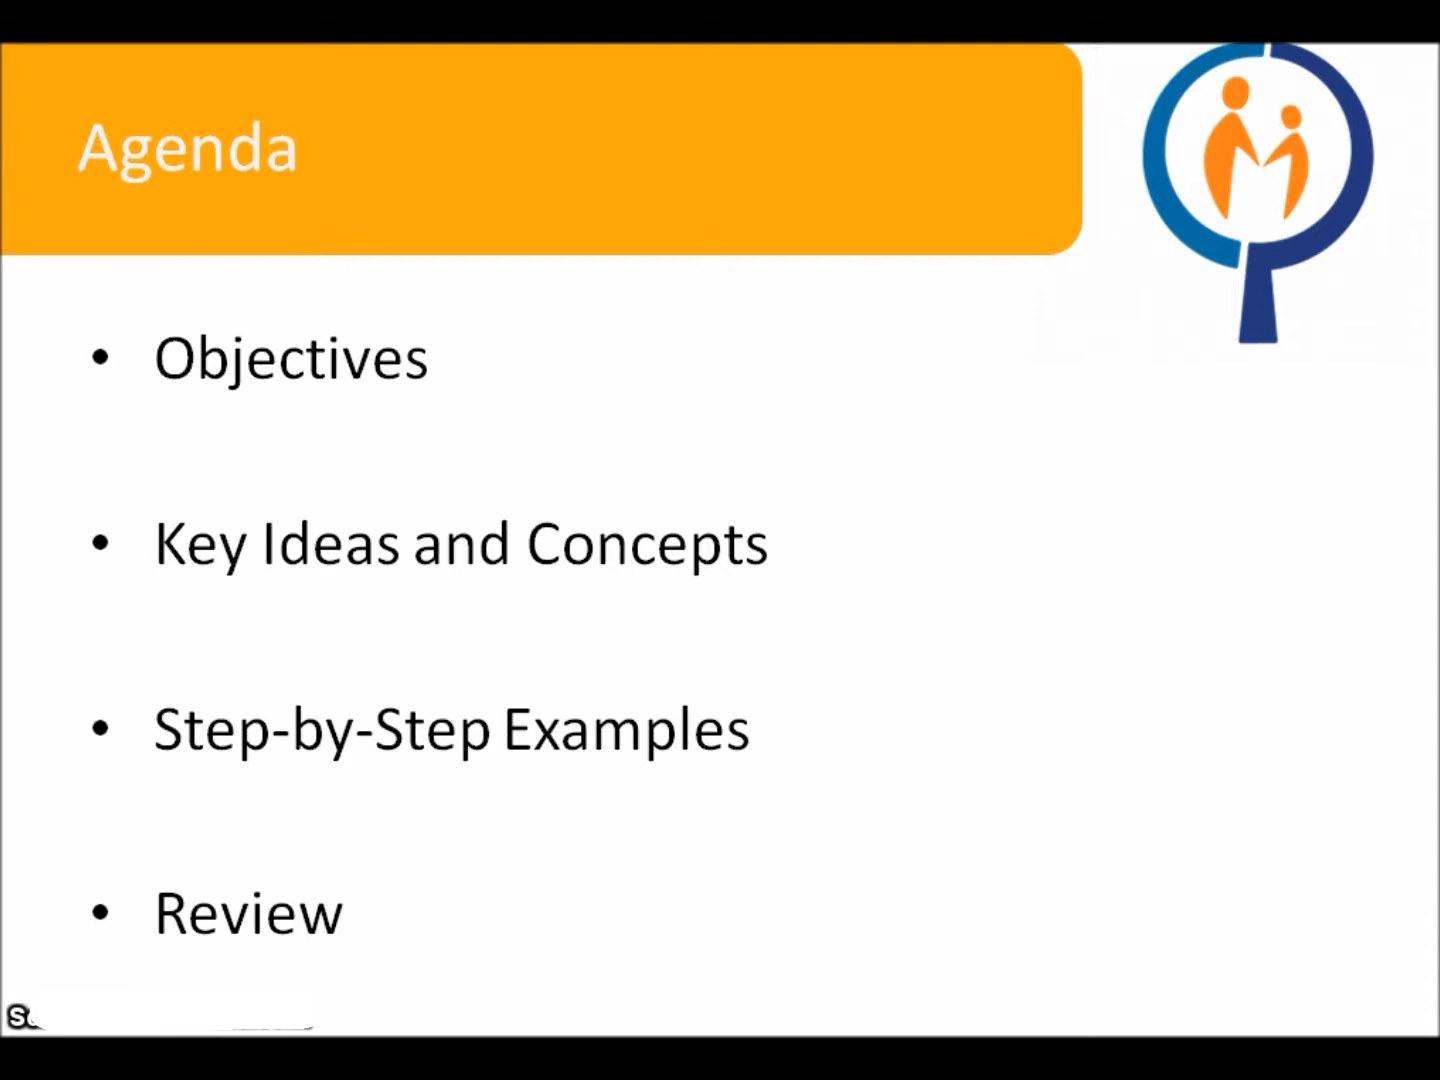 Agenda
• Objectives
• Key Ideas and Concepts
• Step-by-Step Examples
• Review